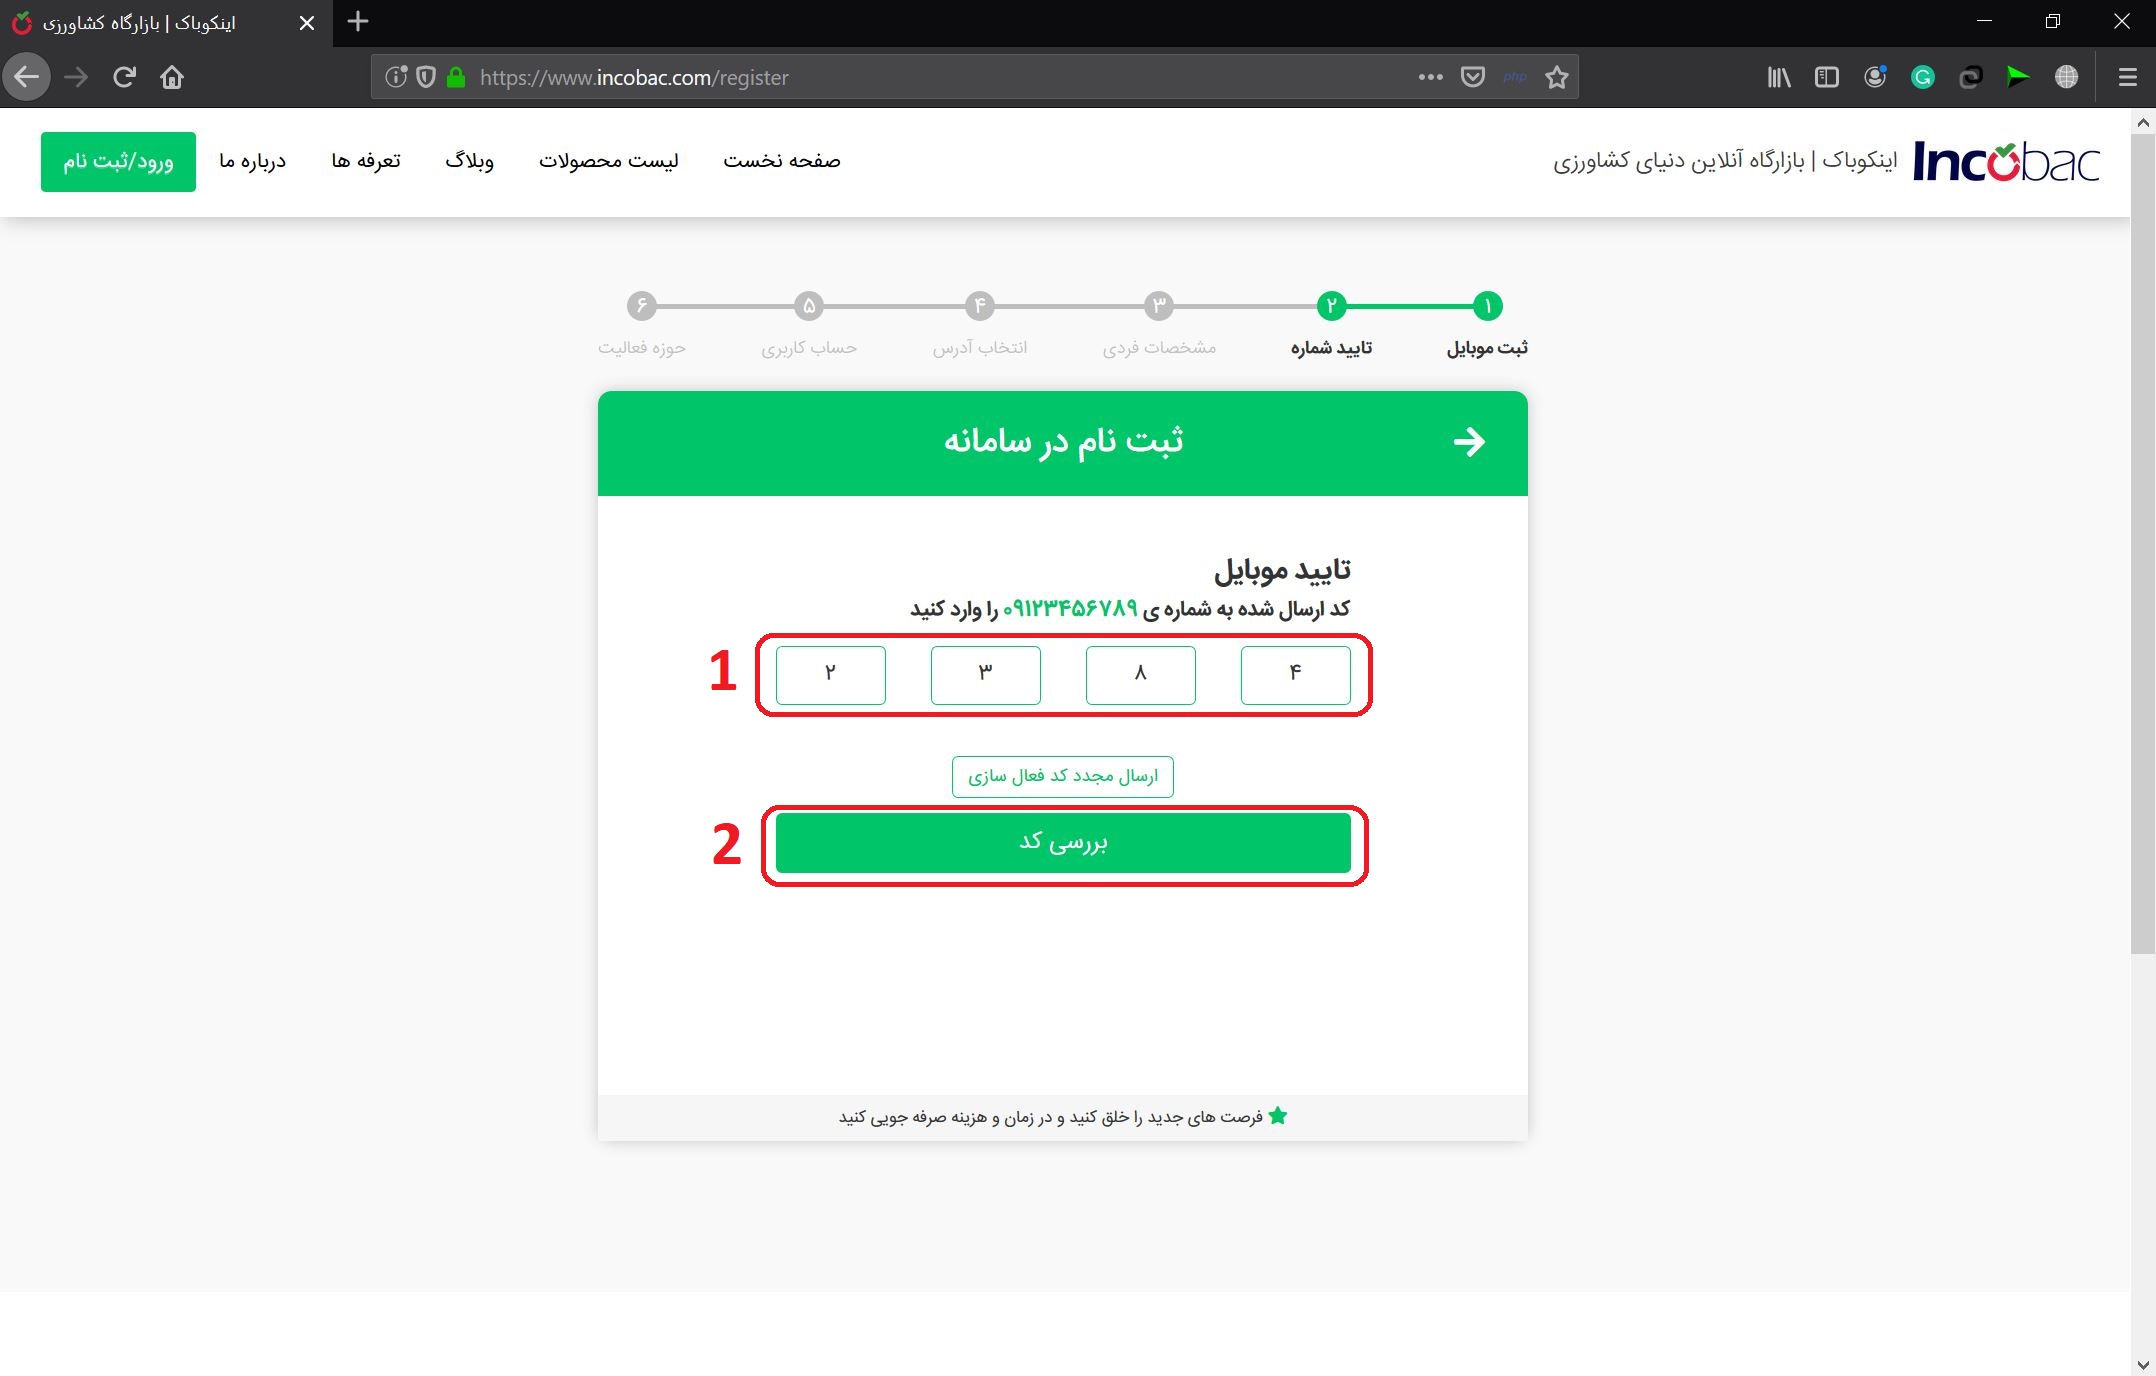 اینکوباک | بازارگاه کشاورزی
https://www.incobac.com/register
php
Incobac
اینکوباک | بازارگاه آنلاین دنیای کشاورزی
صفحه نخست
لیست محصولات
وبلاگ
تعرفه ها
درباره ما
ورود/ثبت نام
۱ ۲ ۳ ۴ ۵ ۶
ثبت موبایل
تایید شماره
مشخصات فردی
انتخاب آدرس
حساب کاربری
حوزه فعالیت
ثبت نام در سامانه
تایید موبایل
کد ارسال شده به شماره ی ۰۹۱۲۳۴۵۶۷۸۹ را وارد کنید
1
۲ ۳ ۸ ۴
ارسال مجدد کد فعال سازی
2
بررسی کد
فرصت های جدید را خلق کنید و در زمان و هزینه صرفه جویی کنید